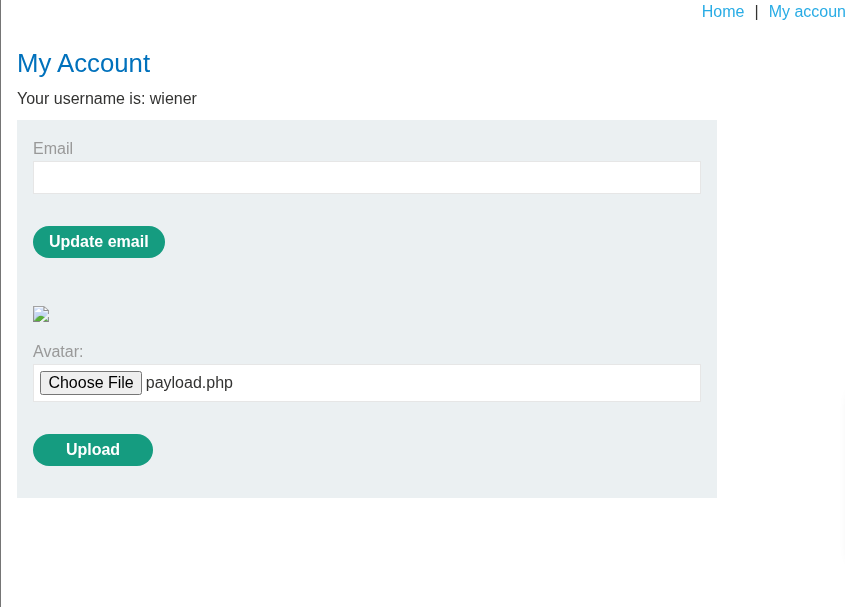 Home | My accoun
My Account
Your username is: wiener
Email
Update email
Avatar:
Choose File payload.php
Upload